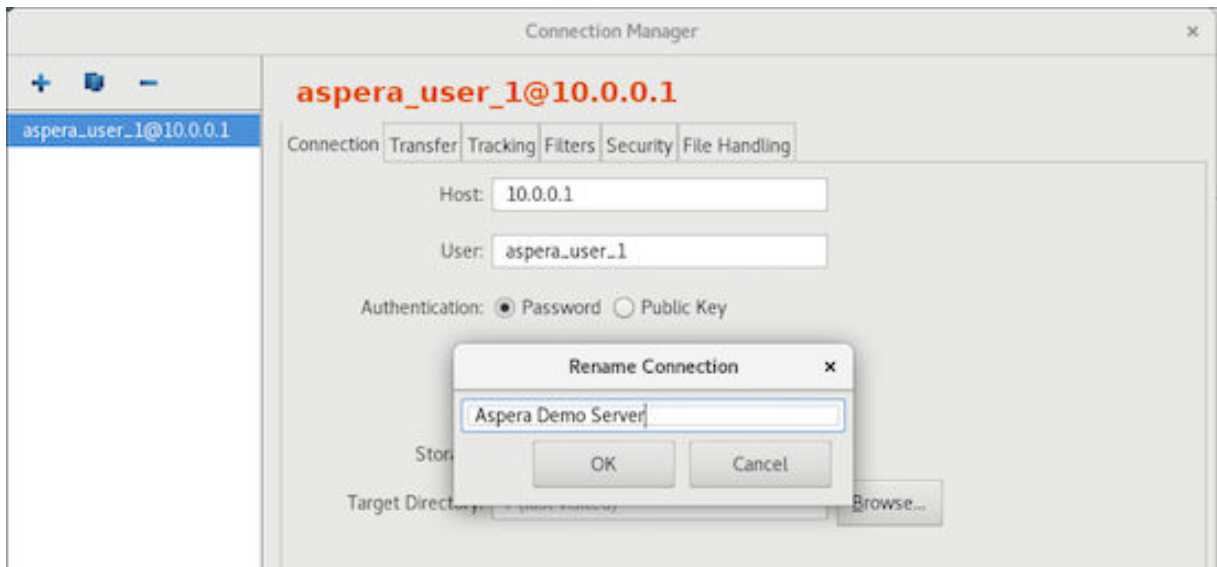 Connection Manager
aspera_user_1@10.0.0.1
aspera_user_1@10.0.0.1
Connection Transfer Tracking Filters Security File Handling
Host: 10.0.0.1
User: aspera_user_1
Authentication: Password Public Key
Rename Connection
Aspera Demo Server
OK Cancel
Target Browse...